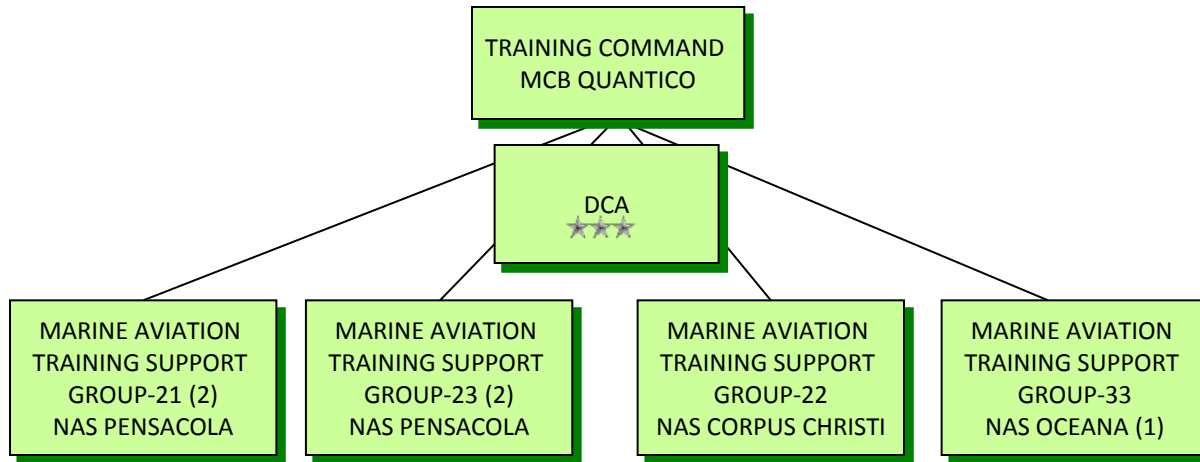 TRAINING COMMAND
MCB QUANTICO
DCA
MARINE AVIATION
TRAINING SUPPORT
GROUP-21 (2)
NAS PENSACOLA
MARINE AVIATION
TRAINING SUPPORT
GROUP-23 (2)
NAS PENSACOLA
MARINE AVIATION
TRAINING SUPPORT
GROUP-22
NAS CORPUS CHRISTI
MARINE AVIATION
TRAINING SUPPORT
GROUP-33
NAS OCEANA (1)